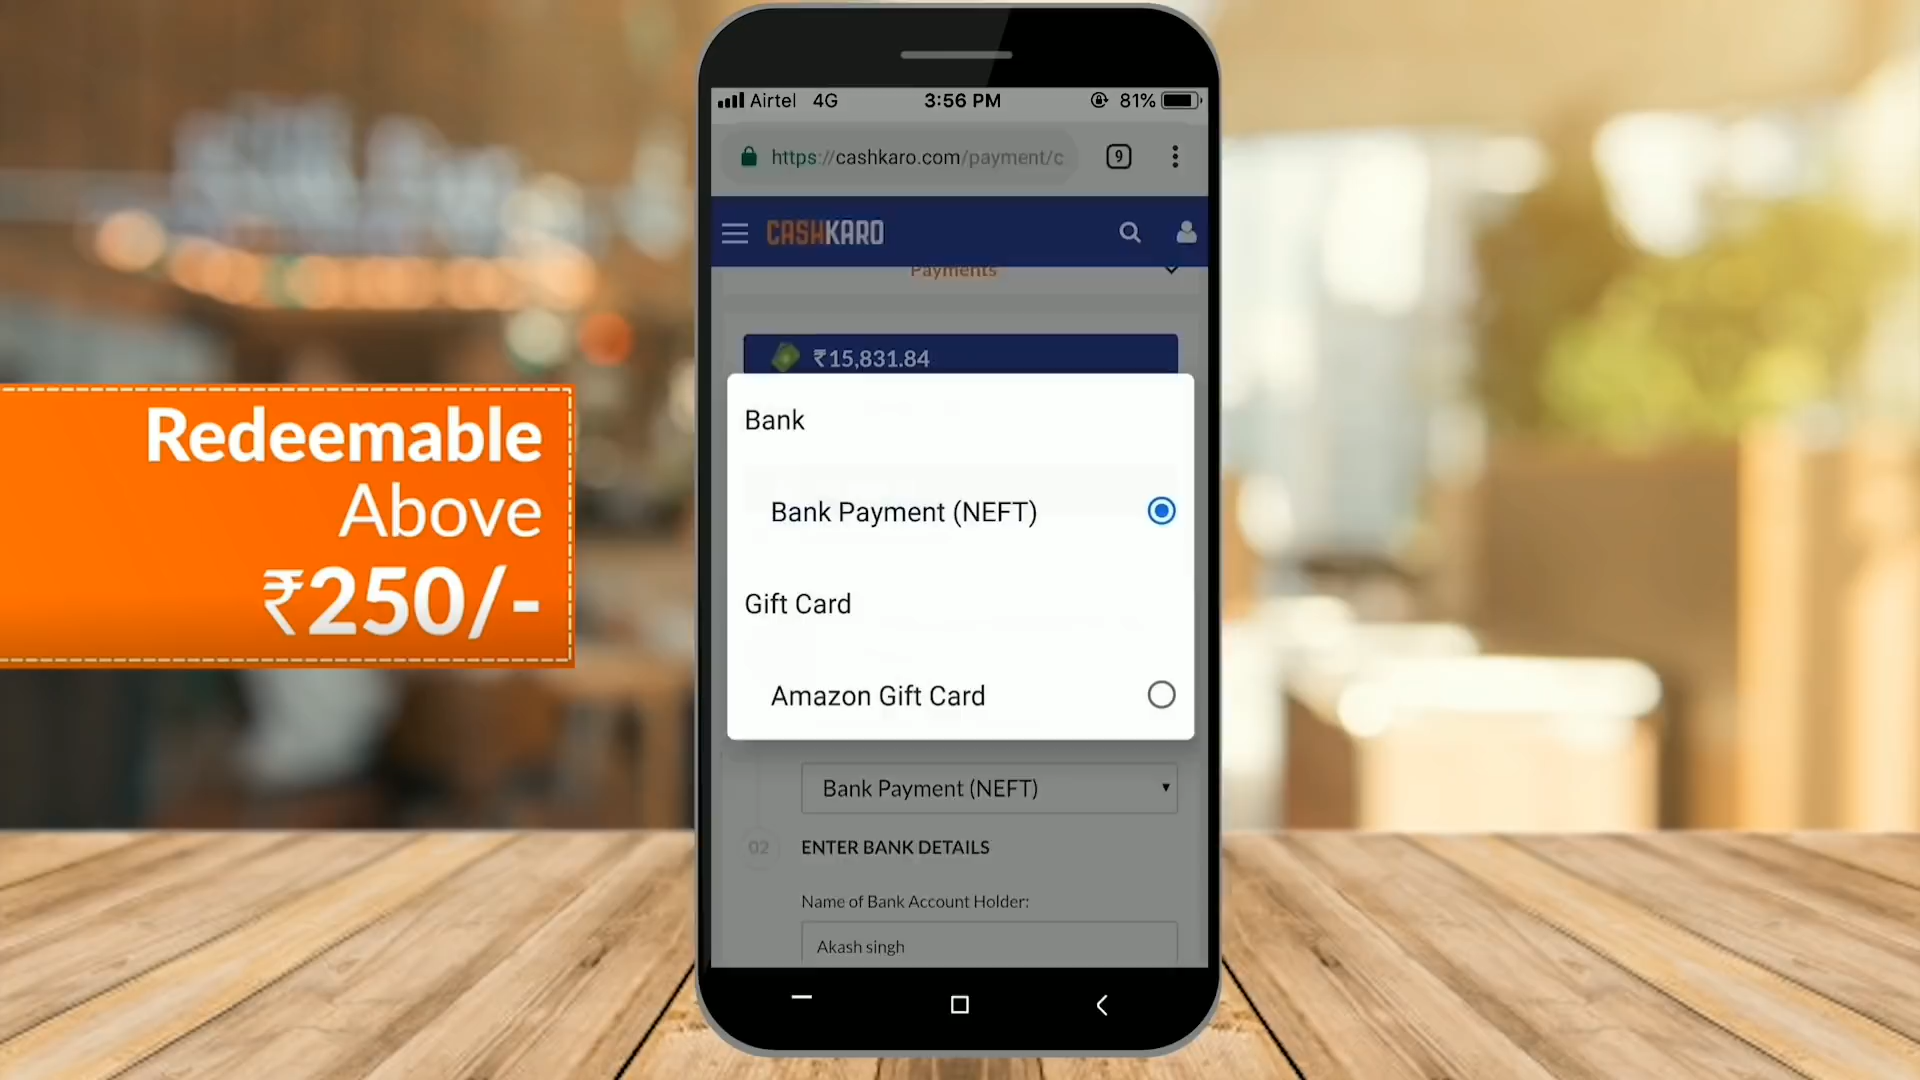 Airtel 4G 3:56 PM 81%
https://cashkaro.com/payment/c 9
CASHKARO
Payments
₹15,831.84
Bank
Bank Payment (NEFT)
Gift Card
Amazon Gift Card
Bank Payment (NEFT)
02 ENTER BANK DETAILS
Name of Bank Account Holder:
Akash singh
Redeemable
Above
₹250/-